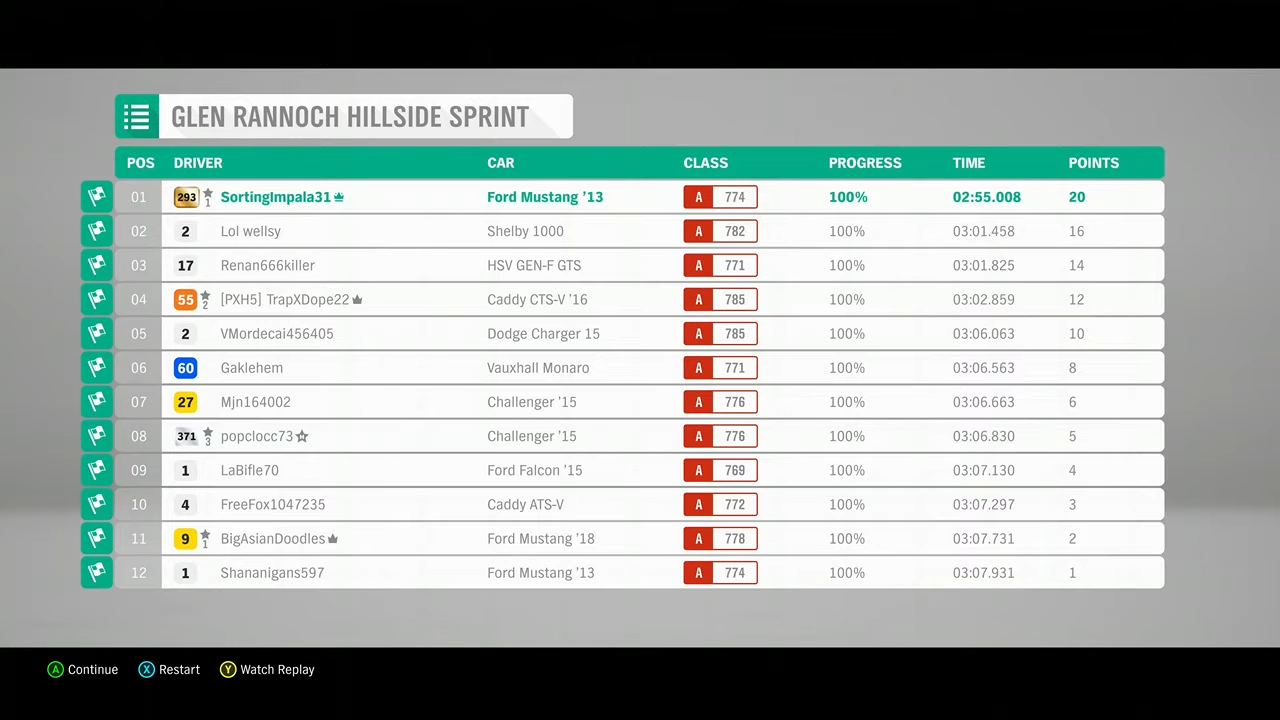 GLEN RANNOCH HILLSIDE SPRINT
POS DRIVER CAR CLASS PROGRESS TIME POINTS
01 293 1 SortingImpala31 Ford Mustang '13 A 774 100% 02:55.008 20
02 2 Lol wellsy Shelby 1000 A 782 100% 03:01.458 16
03 17 Renan666killer HSV GEN-F GTS A 771 100% 03:01.825 14
04 55 2 [PXH5] TrapXDope22 Caddy CTS-V '16 A 785 100% 03:02.859 12
05 2 VMordecai456405 Dodge Charger 15 A 785 100% 03:06.063 10
06 60 Gaklehem Vauxhall Monaro A 771 100% 03:06.563 8
07 27 Mjn164002 Challenger '15 A 776 100% 03:06.663 6
08 371 3 popclocc73 Challenger '15 A 776 100% 03:06.830 5
09 1 LaBifle70 Ford Falcon '15 A 769 100% 03:07.130 4
10 4 FreeFox1047235 Caddy ATS-V A 772 100% 03:07.297 3
11 9 1 BigAsianDoodles Ford Mustang '18 A 778 100% 03:07.731 2
12 1 Shananigans597 Ford Mustang '13 A 774 100% 03:07.931 1
A Continue X Restart Y Watch Replay